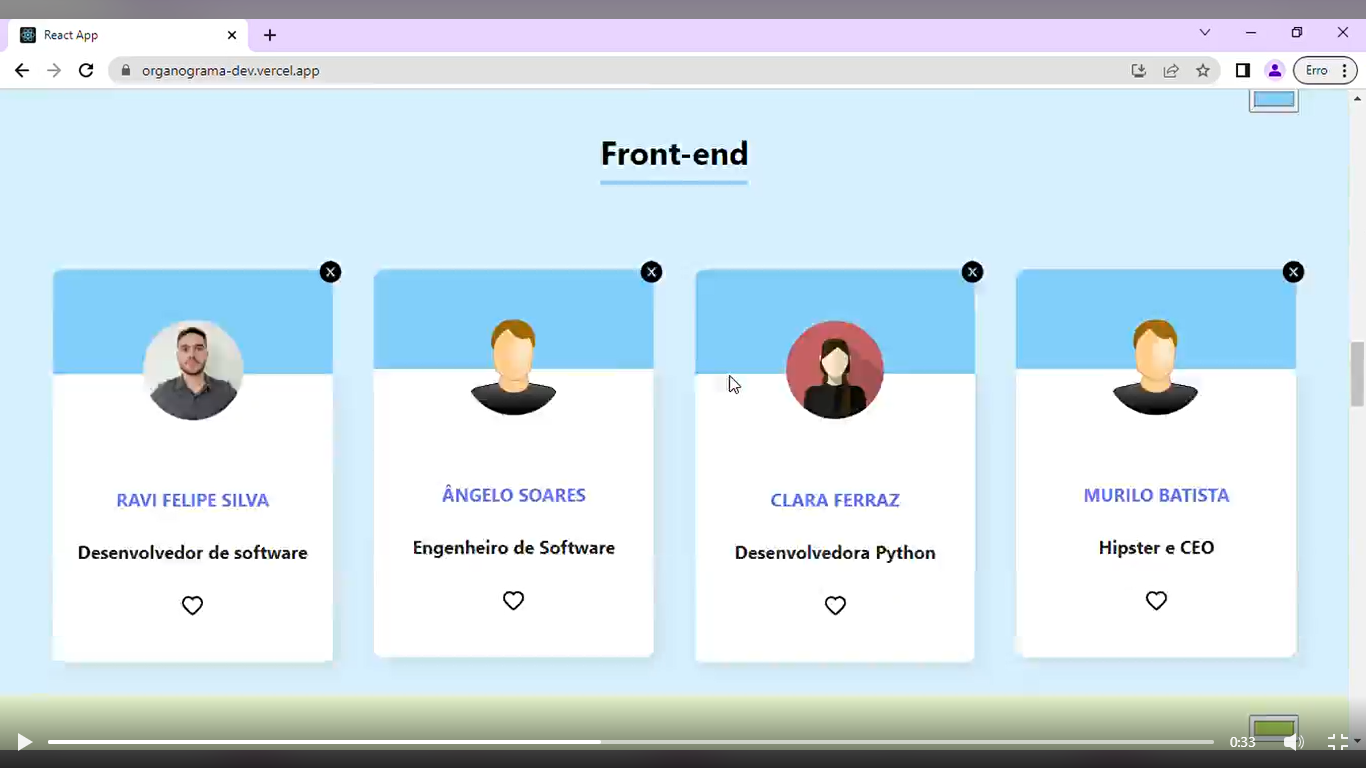 React App
organograma-dev.vercel.app
Erro
Front-end
X X X X
RAVI FELIPE SILVA
Desenvolvedor de software
ÂNGELO SOARES
Engenheiro de Software
CLARA FERRAZ
Desenvolvedora Python
MURILO BATISTA
Hipster e CEO
0:33